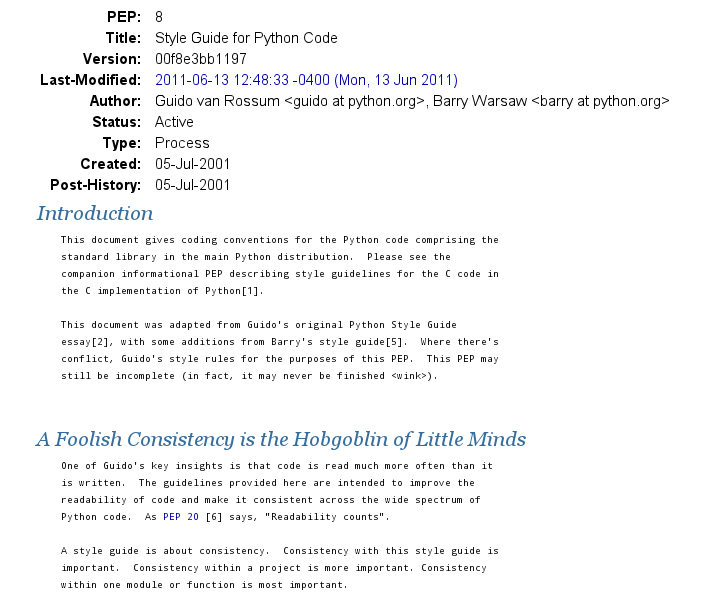 PEP: 8
Title: Style Guide for Python Code
Version: 00f8e3bb1197
Last-Modified: 2011-06-13 12:48:33 -0400 (Mon, 13 Jun 2011)
Author: Guido van Rossum <guido at python.org>, Barry Warsaw <barry at python.org>
Status: Active
Type: Process
Created: 05-Jul-2001
Post-History: 05-Jul-2001
Introduction
This document gives coding conventions for the Python code comprising the
standard library in the main Python distribution.  Please see the
companion informational PEP describing style guidelines for the C code in
the C implementation of Python[1].
This document was adapted from Guido's original Python Style Guide
essay[2], with some additions from Barry's style guide[5].  Where there's
conflict, Guido's style rules for the purposes of this PEP.  This PEP may
still be incomplete (in fact, it may never be finished <wink>).
A Foolish Consistency is the Hobgoblin of Little Minds
One of Guido's key insights is that code is read much more often than it
is written.  The guidelines provided here are intended to improve the
readability of code and make it consistent across the wide spectrum of
Python code.  As PEP 20 [6] says, "Readability counts".
A style guide is about consistency.  Consistency with this style guide is
important.  Consistency within a project is more important. Consistency
within one module or function is most important.